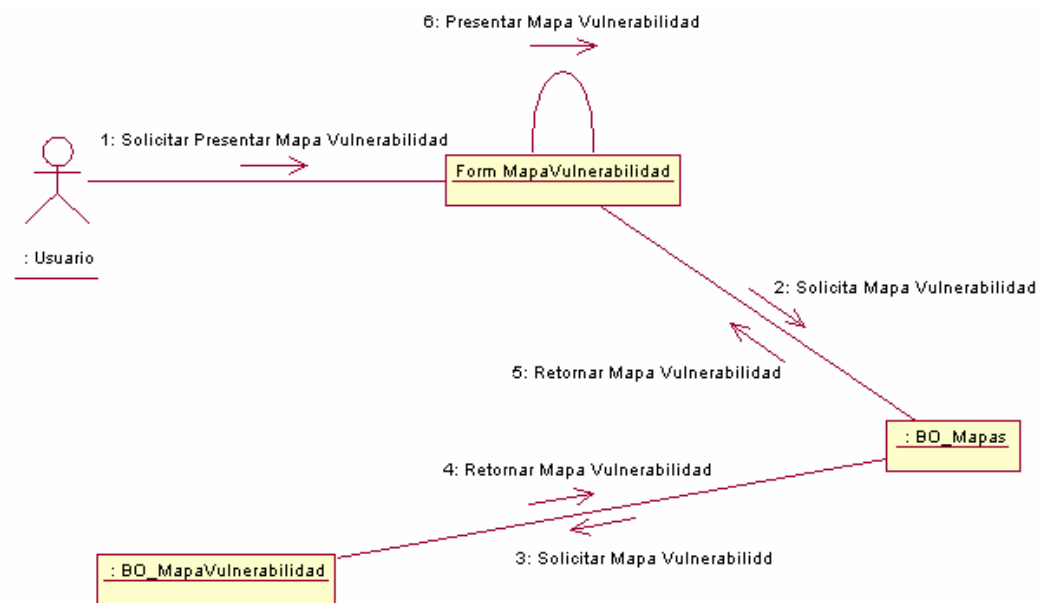 6: Presentar Mapa Vulnerabilidad
1: Solicitar Presentar Mapa Vulnerabilidad
Form MapaVulnerabilidad
: Usuario
2: Solicita Mapa Vulnerabilidad
5: Retornar Mapa Vulnerabilidad
: BO_Mapas
4: Retornar Mapa Vulnerabilidad
3: Solicitar Mapa Vulnerabilidd
: BO_MapaVulnerabilidad